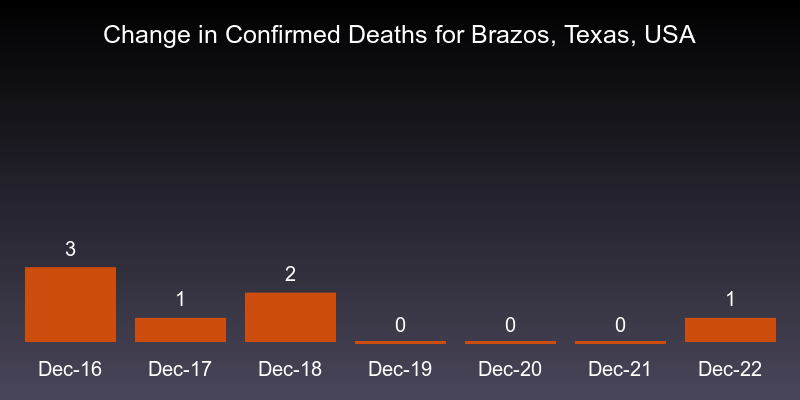 Change in Confirmed Deaths for Brazos, Texas, USA
3
1
2
0
0
0
1
Dec-16
Dec-17
Dec-18
Dec-19
Dec-20
Dec-21
Dec-22